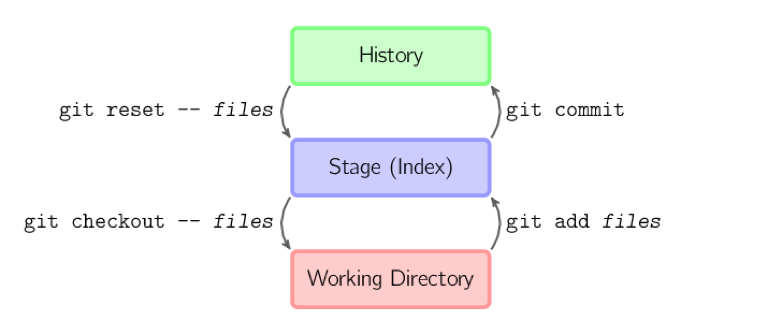 History
git reset -- files
git commit
Stage (Index)
git checkout -- files
git add files
Working Directory